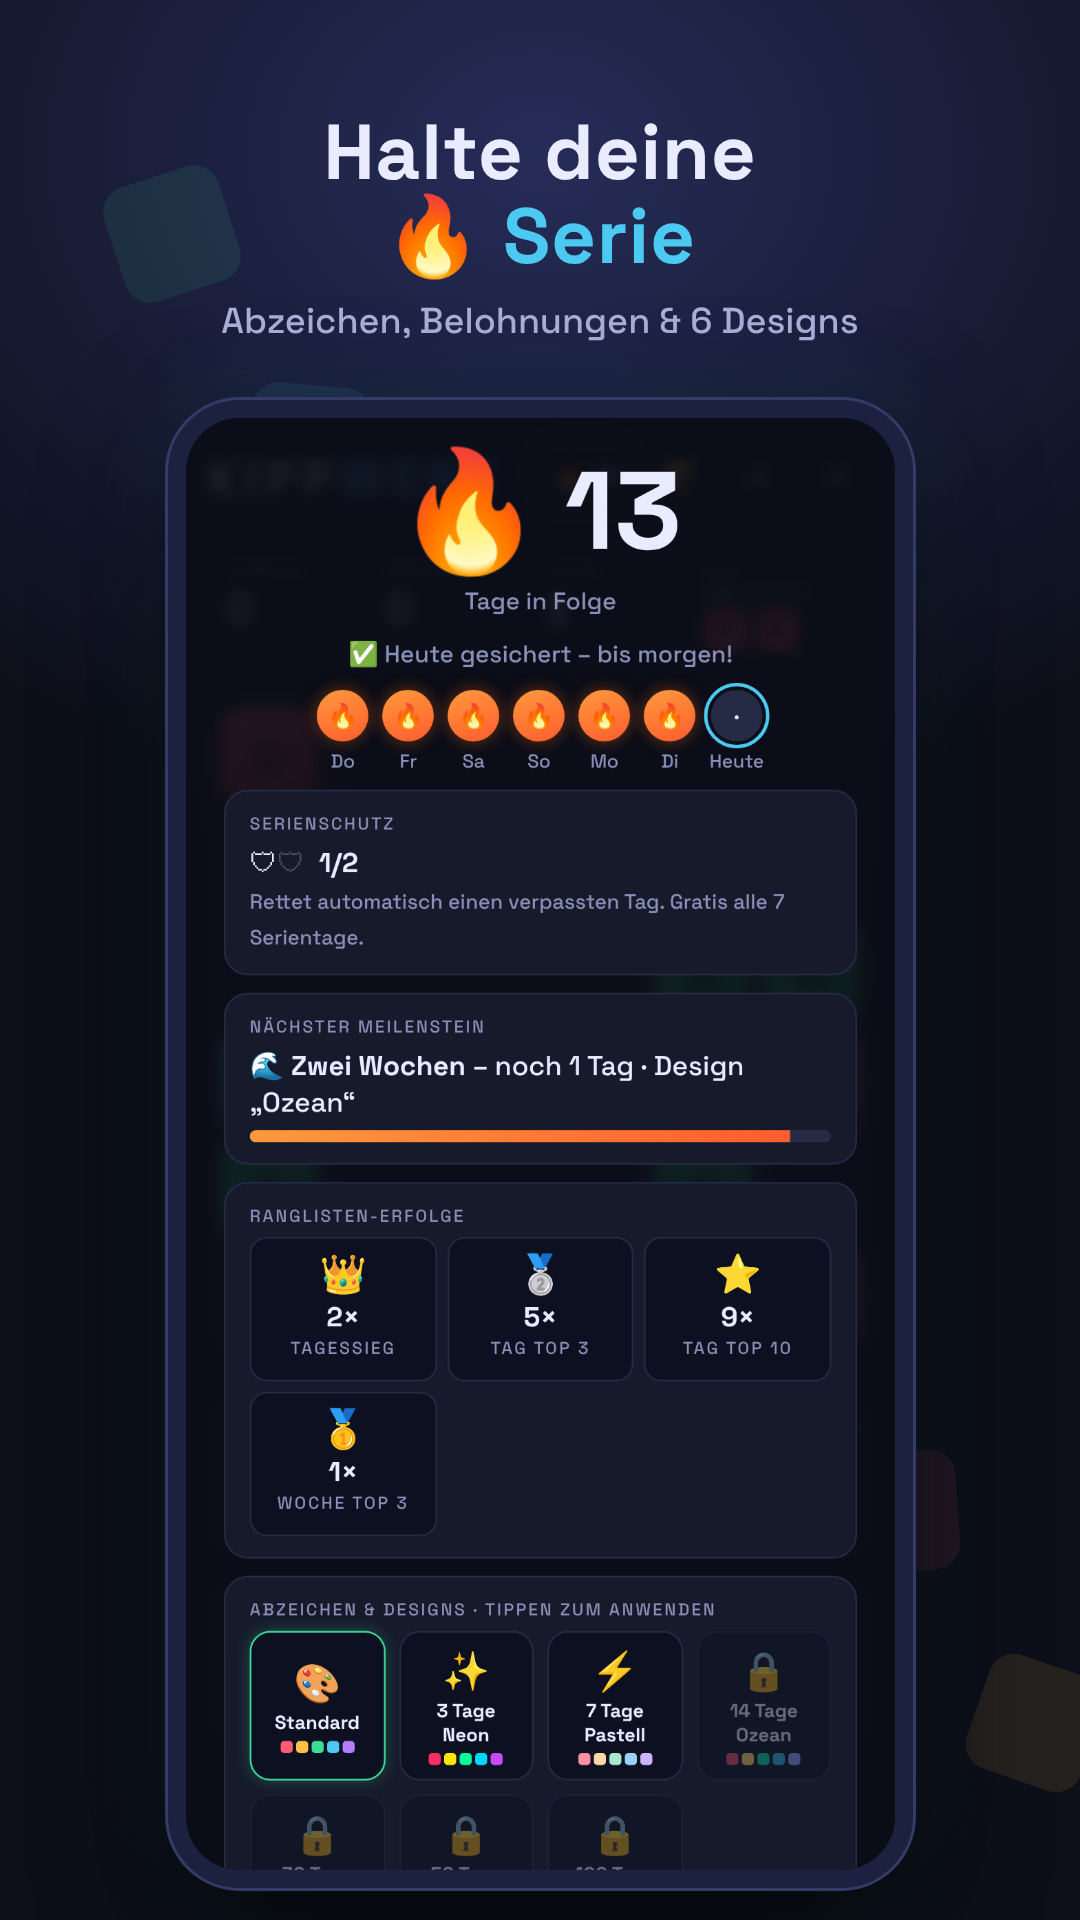 Halte deine
🔥 Serie
Abzeichen, Belohnungen & 6 Designs
🔥 13
Tage in Folge
✅ Heute gesichert – bis morgen!
Do Fr Sa So Mo Di Heute
SERIENSCHUTZ
1/2
Rettet automatisch einen verpassten Tag. Gratis alle 7
Serientage.
NÄCHSTER MEILENSTEIN
🌊 Zwei Wochen – noch 1 Tag · Design
„Ozean“
RANGLISTEN-ERFOLGE
2× 5× 9×
TAGESSIEG TAG TOP 3 TAG TOP 10
1×
WOCHE TOP 3
ABZEICHEN & DESIGNS · TIPPEN ZUM ANWENDEN
Standard
3 Tage
Neon
7 Tage
Pastell
14 Tage
Ozean